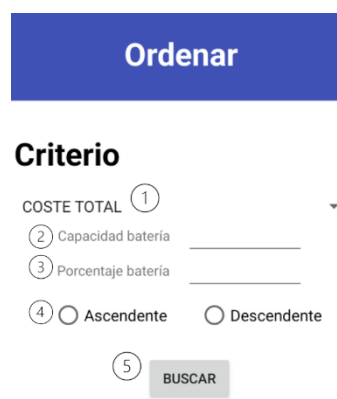 Ordenar
Criterio
COSTE TOTAL 1
2 Capacidad batería
3 Porcentaje batería
4 Ascendente Descendente
5 BUSCAR